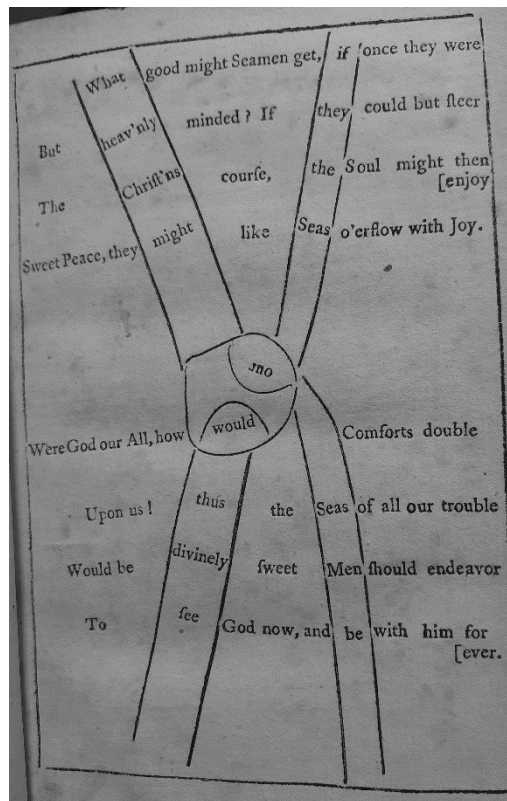 What good might Seamen get, if once they were
But heav'nly minded ? If they could but ſteer
The Chriſt'ns courſe, the Soul might then
[enjoy
Sweet Peace, they might like Seas o'erflow with Joy.
our
Were God our All, how would Comforts double
Upon us ! thus the Seas of all our trouble
Would be divinely ſweet Men ſhould endeavor
To ſee God now, and be with him for
[ever.